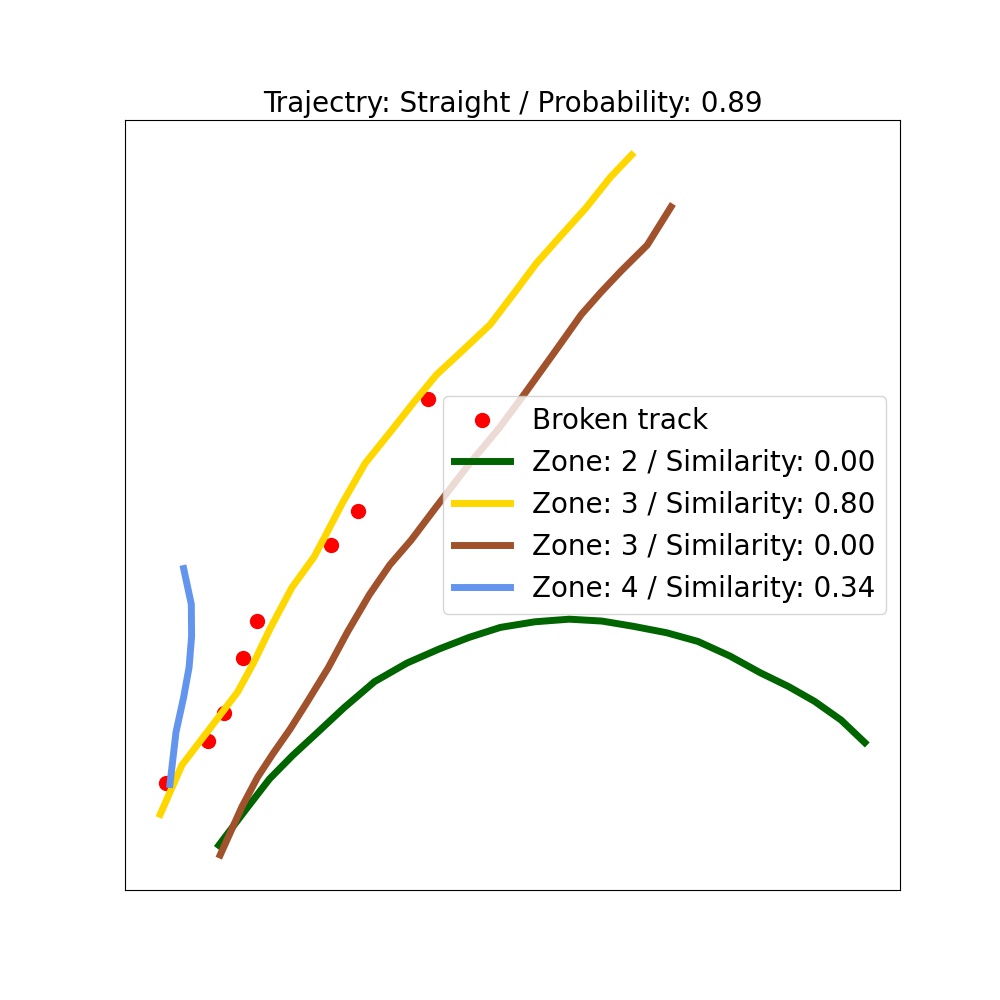 Trajectry: Straight / Probability: 0.89
Broken track
Zone: 2 / Similarity: 0.00
Zone: 3 / Similarity: 0.80
Zone: 3 / Similarity: 0.00
Zone: 4 / Similarity: 0.34